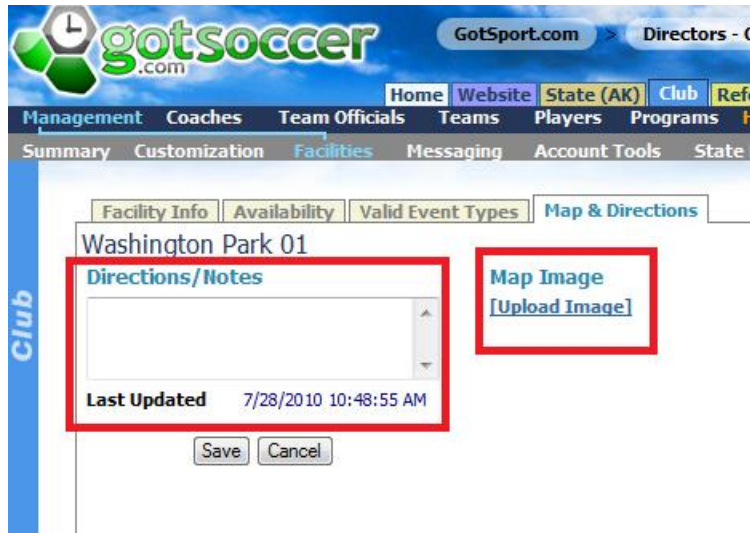 gotsoccer
.com
GotSport.com > Directors -
Home Website State (AK) Club Ref
Management Coaches Team Officials Teams Players Programs
Summary Customization Facilities Messaging Account Tools State
Facility Info Availability Valid Event Types Map & Directions
Washington Park 01
Directions/Notes Map Image
[Upload Image]
Last Updated 7/28/2010 10:48:55 AM
Save Cancel
Club